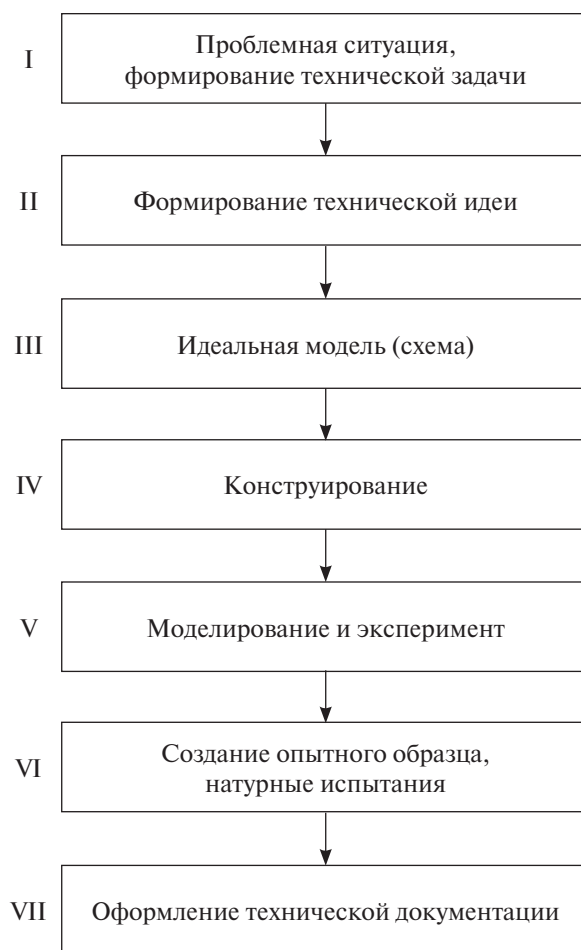 I
Проблемная ситуация,
формирование технической задачи
II
Формирование технической идеи
III
Идеальная модель (схема)
IV
Конструирование
V
Моделирование и эксперимент
VI
Создание опытного образца,
натурные испытания
VII
Оформление технической документации